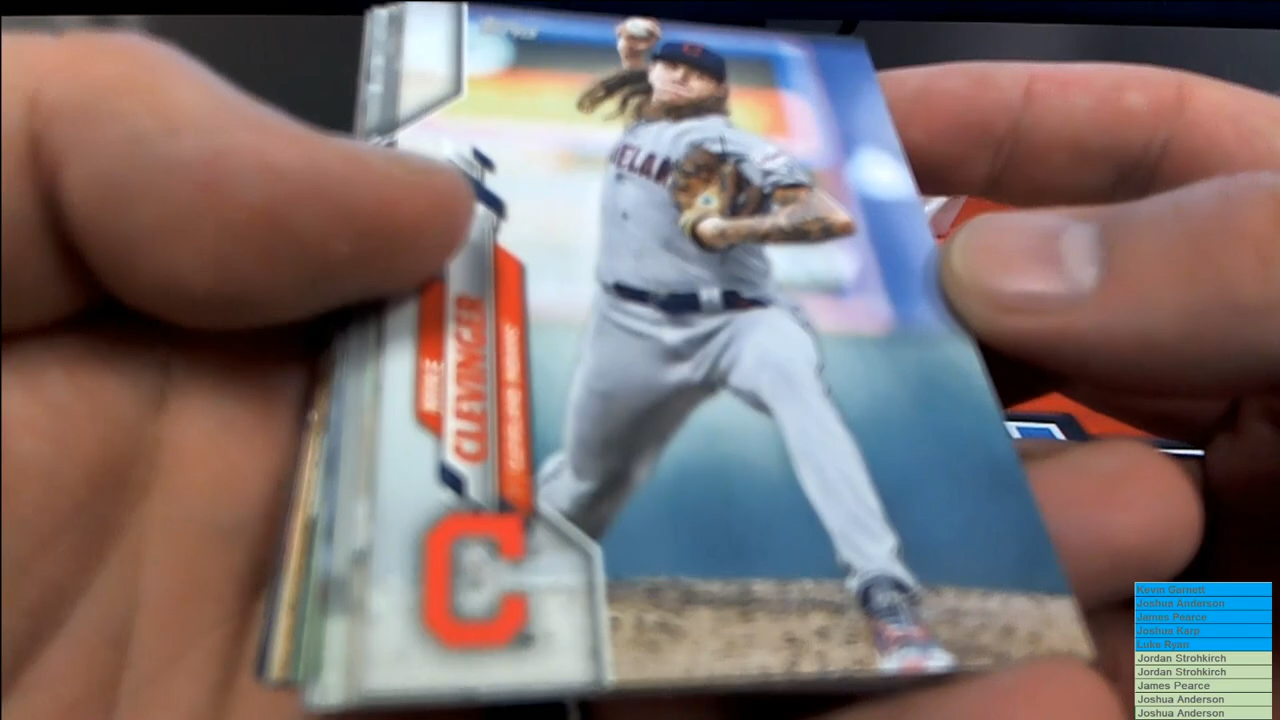 Topps
CLEVELAN
MIKE
CLEVINGER
CLEVELAND INDIANS
C
Kevin Garnett
Joshua Anderson
James Pearce
Joshua Karp
Luke Ryan
Jordan Strohkirch
Jordan Strohkirch
James Pearce
Joshua Anderson
Joshua Anderson